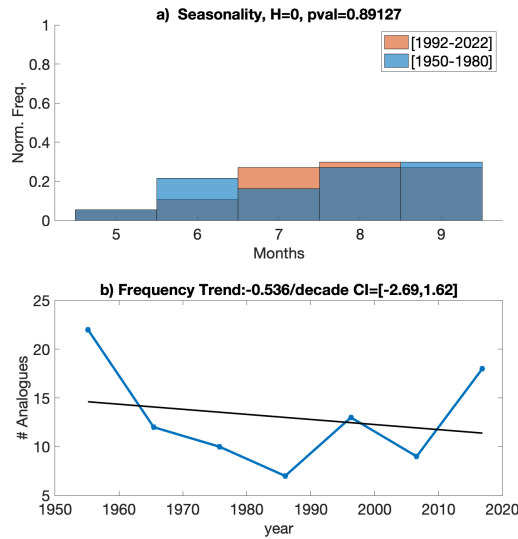 a) Seasonality, H=0, pval=0.89127
1
[1992-2022]
[1950-1980]
0.8
0.6
0.4
0.2
0
Norm. Freq.
5 6 7 8 9
Months
b) Frequency Trend:-0.536/decade CI=[-2.69,1.62]
25
20
15
10
5
# Analogues
1950 1960 1970 1980 1990 2000 2010 2020
year